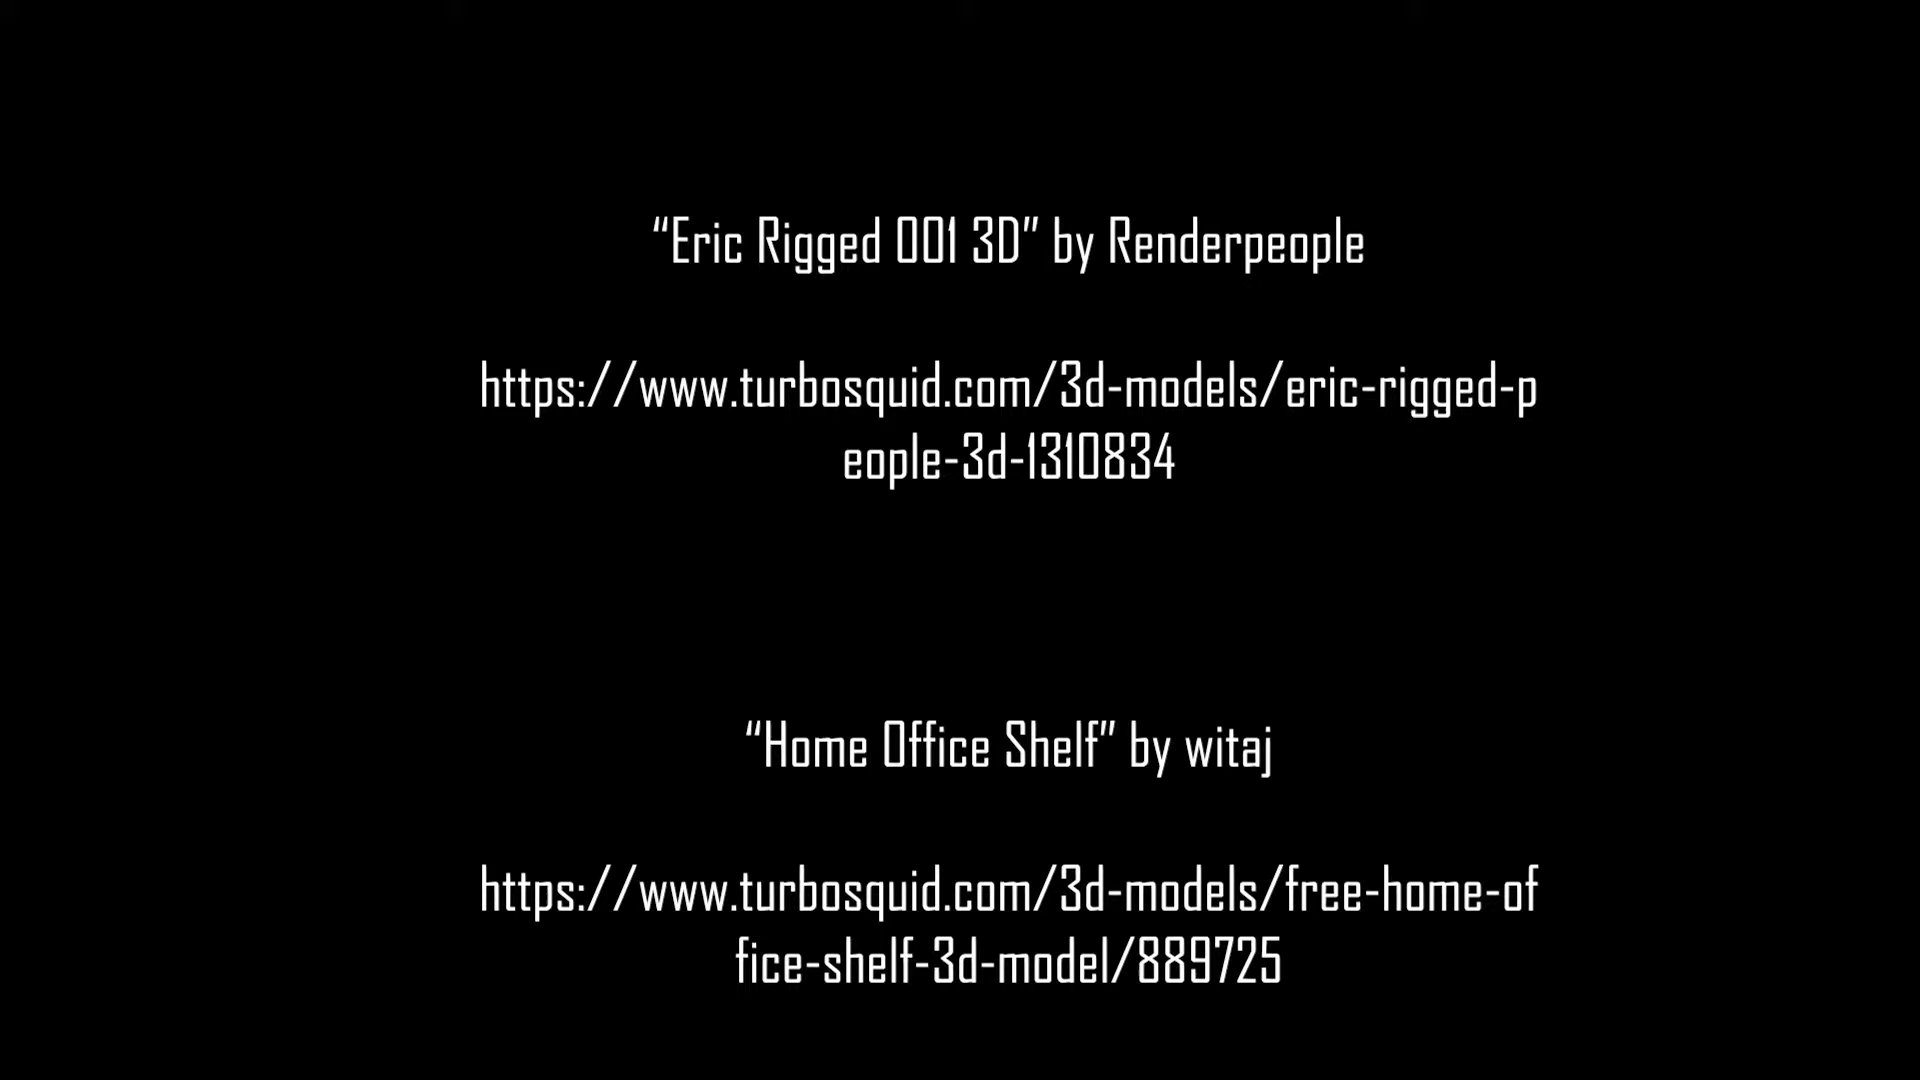 “Eric Rigged 001 3D” by Renderpeople
https://www.turbosquid.com/3d-models/eric-rigged-p
eople-3d-1310834
“Home Office Shelf” by witaj
https://www.turbosquid.com/3d-models/free-home-of
fice-shelf-3d-model/889725